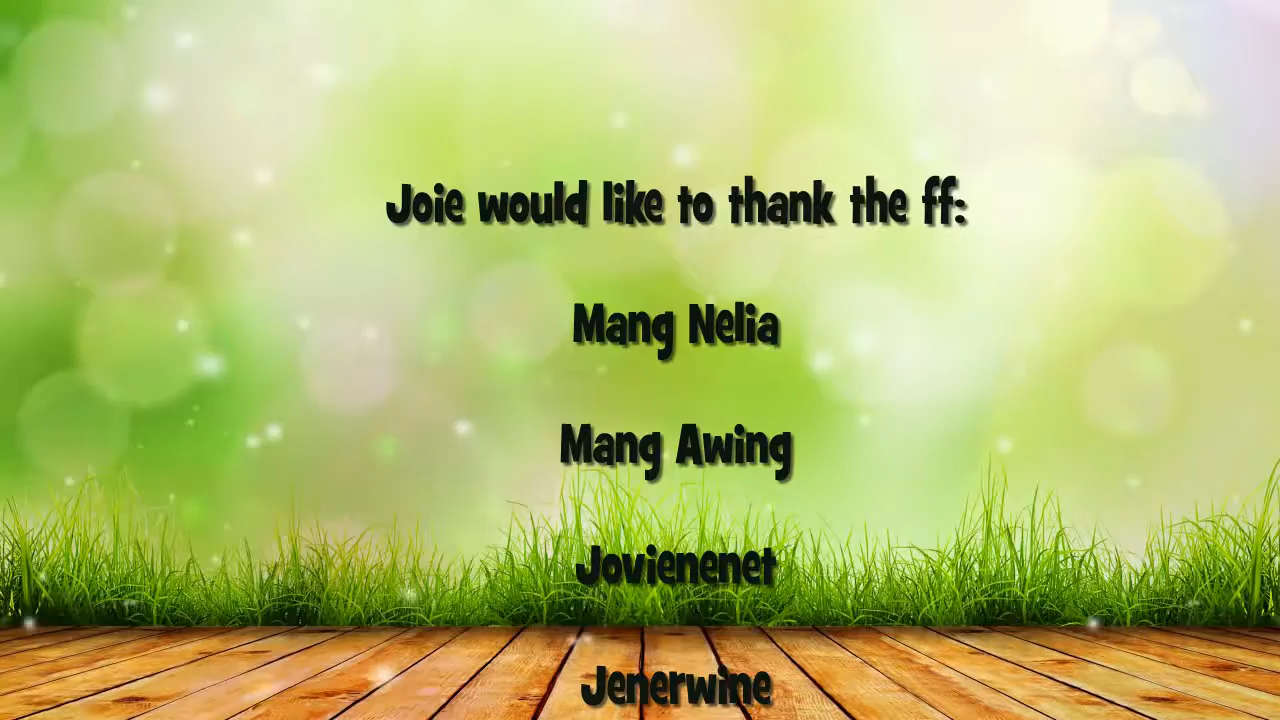 Joie would like to thank the ff:
Mang Nelia
Mang Awing
Jovienenet
Jenerwine